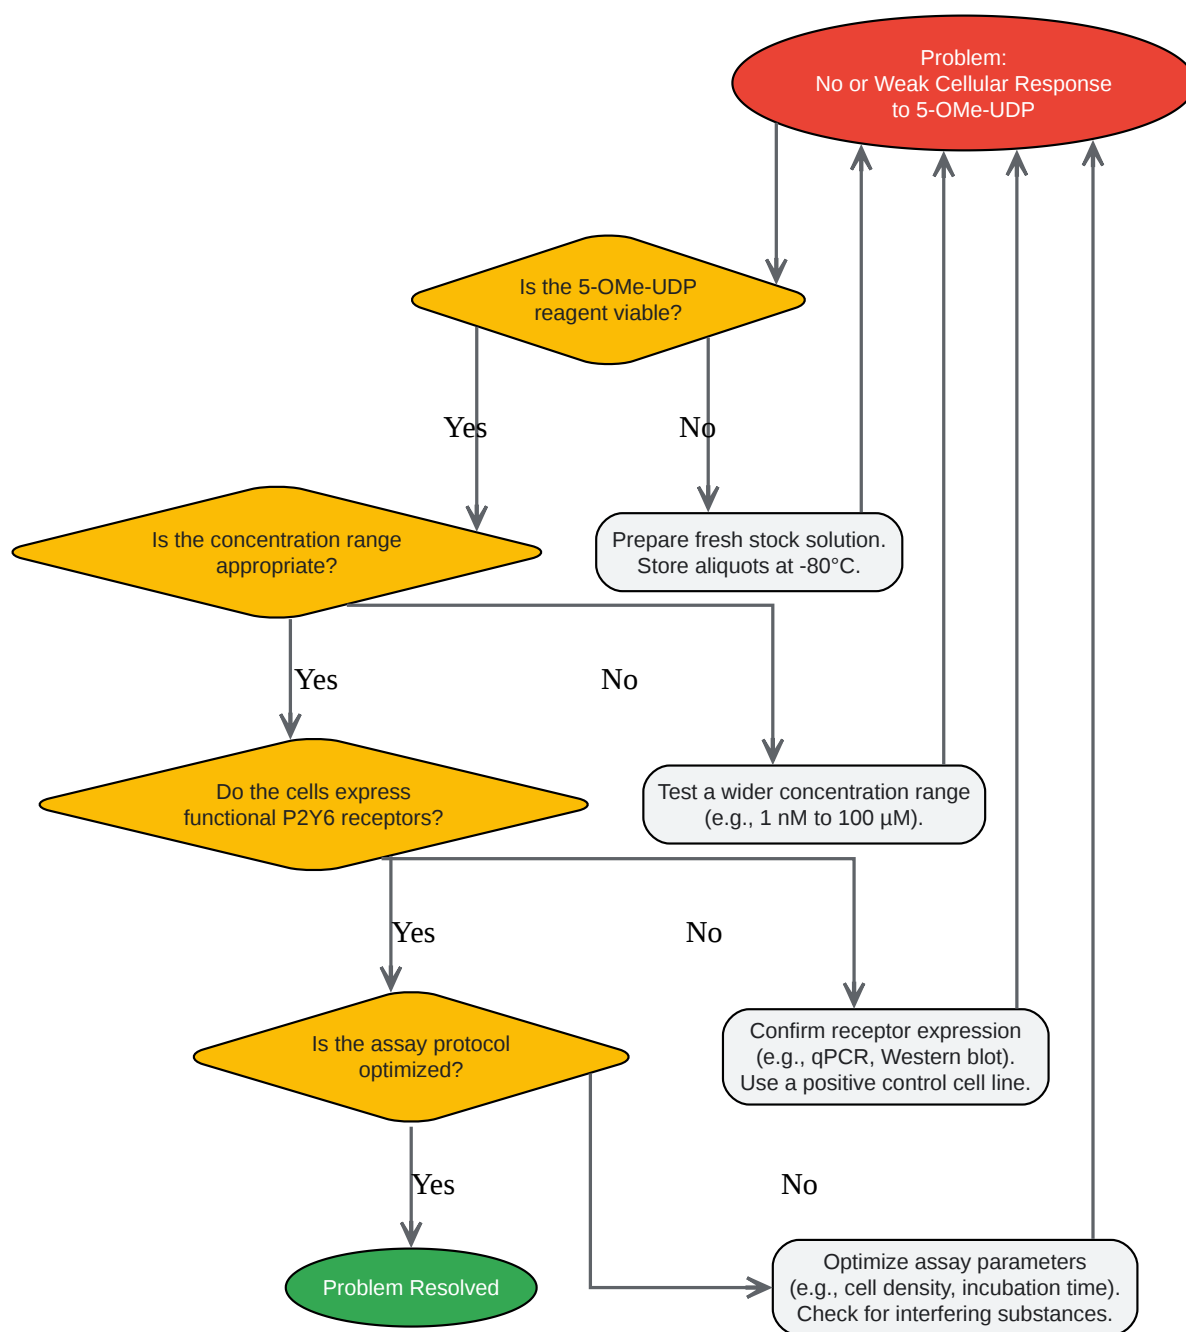 Problem:
No or Weak Cellular Response
to 5-OMe-UDP
Is the 5-OMe-UDP
reagent viable?
Yes
No
Is the concentration range
appropriate?
Prepare fresh stock solution.
Store aliquots at -80°C.
Yes
No
Do the cells express
functional P2Y6 receptors?
Test a wider concentration range
(e.g., 1 nM to 100 µM).
Yes
No
Is the assay protocol
optimized?
Confirm receptor expression
(e.g., qPCR, Western blot).
Use a positive control cell line.
Yes
No
Problem Resolved
Optimize assay parameters
(e.g., cell density, incubation time).
Check for interfering substances.